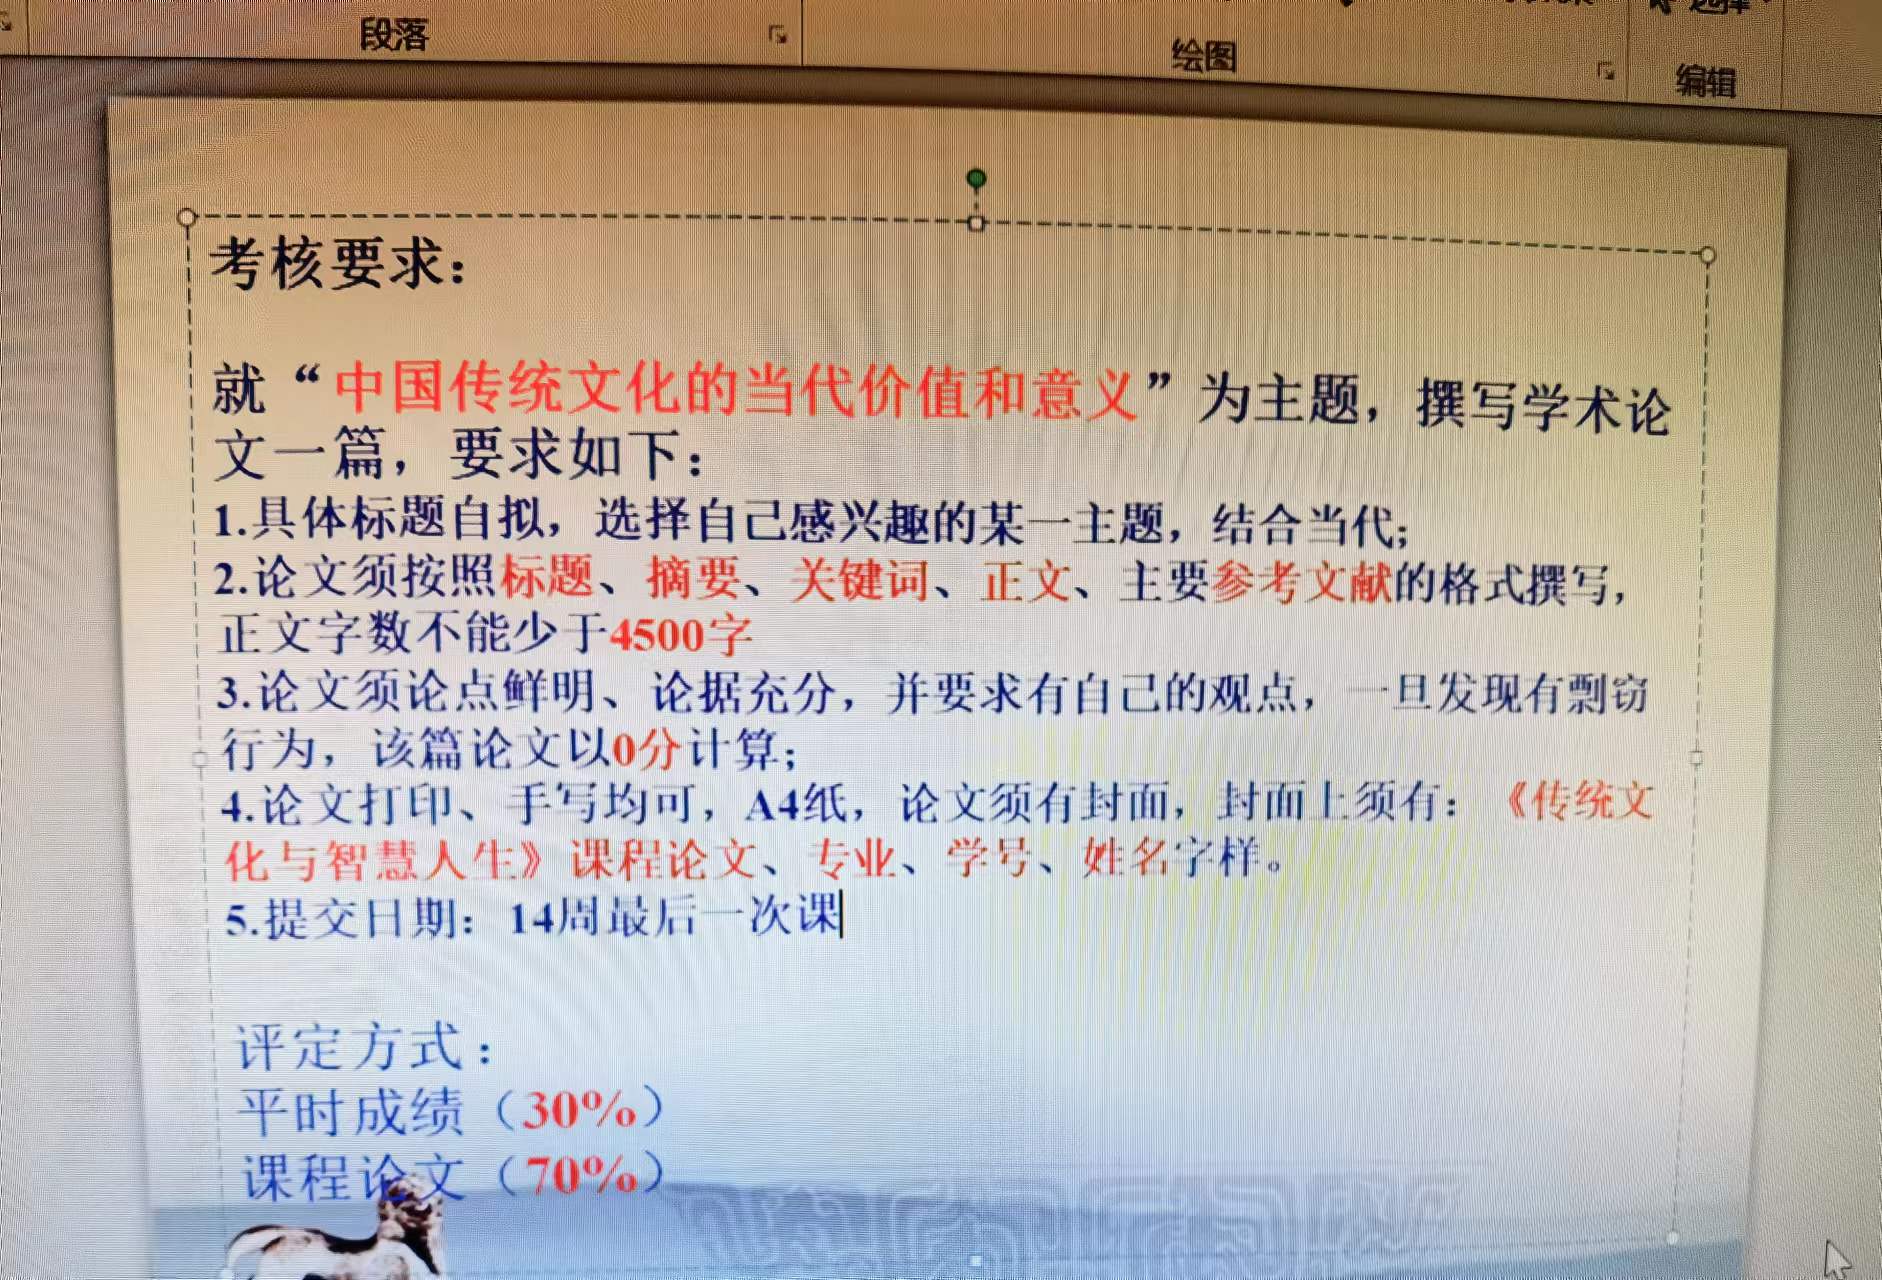 段落
绘图
选择
编辑
考核要求：
就“中国传统文化的当代价值和意义”为主题，撰写学术论
文一篇，要求如下：
1.具体标题自拟，选择自己感兴趣的某一主题，结合当代；
2.论文须按照标题、摘要、关键词、正文、主要参考文献的格式撰写，
正文字数不能少于4500字
3.论文须论点鲜明、论据充分，并要求有自己的观点，一旦发现有剽窃
行为，该篇论文以0分计算；
4.论文打印、手写均可，A4纸，论文须有封面，封面上须有：《传统文
化与智慧人生》课程论文、专业、学号、姓名字样。
5.提交日期：14周最后一次课
评定方式：
平时成绩（30%）
课程论文（70%）